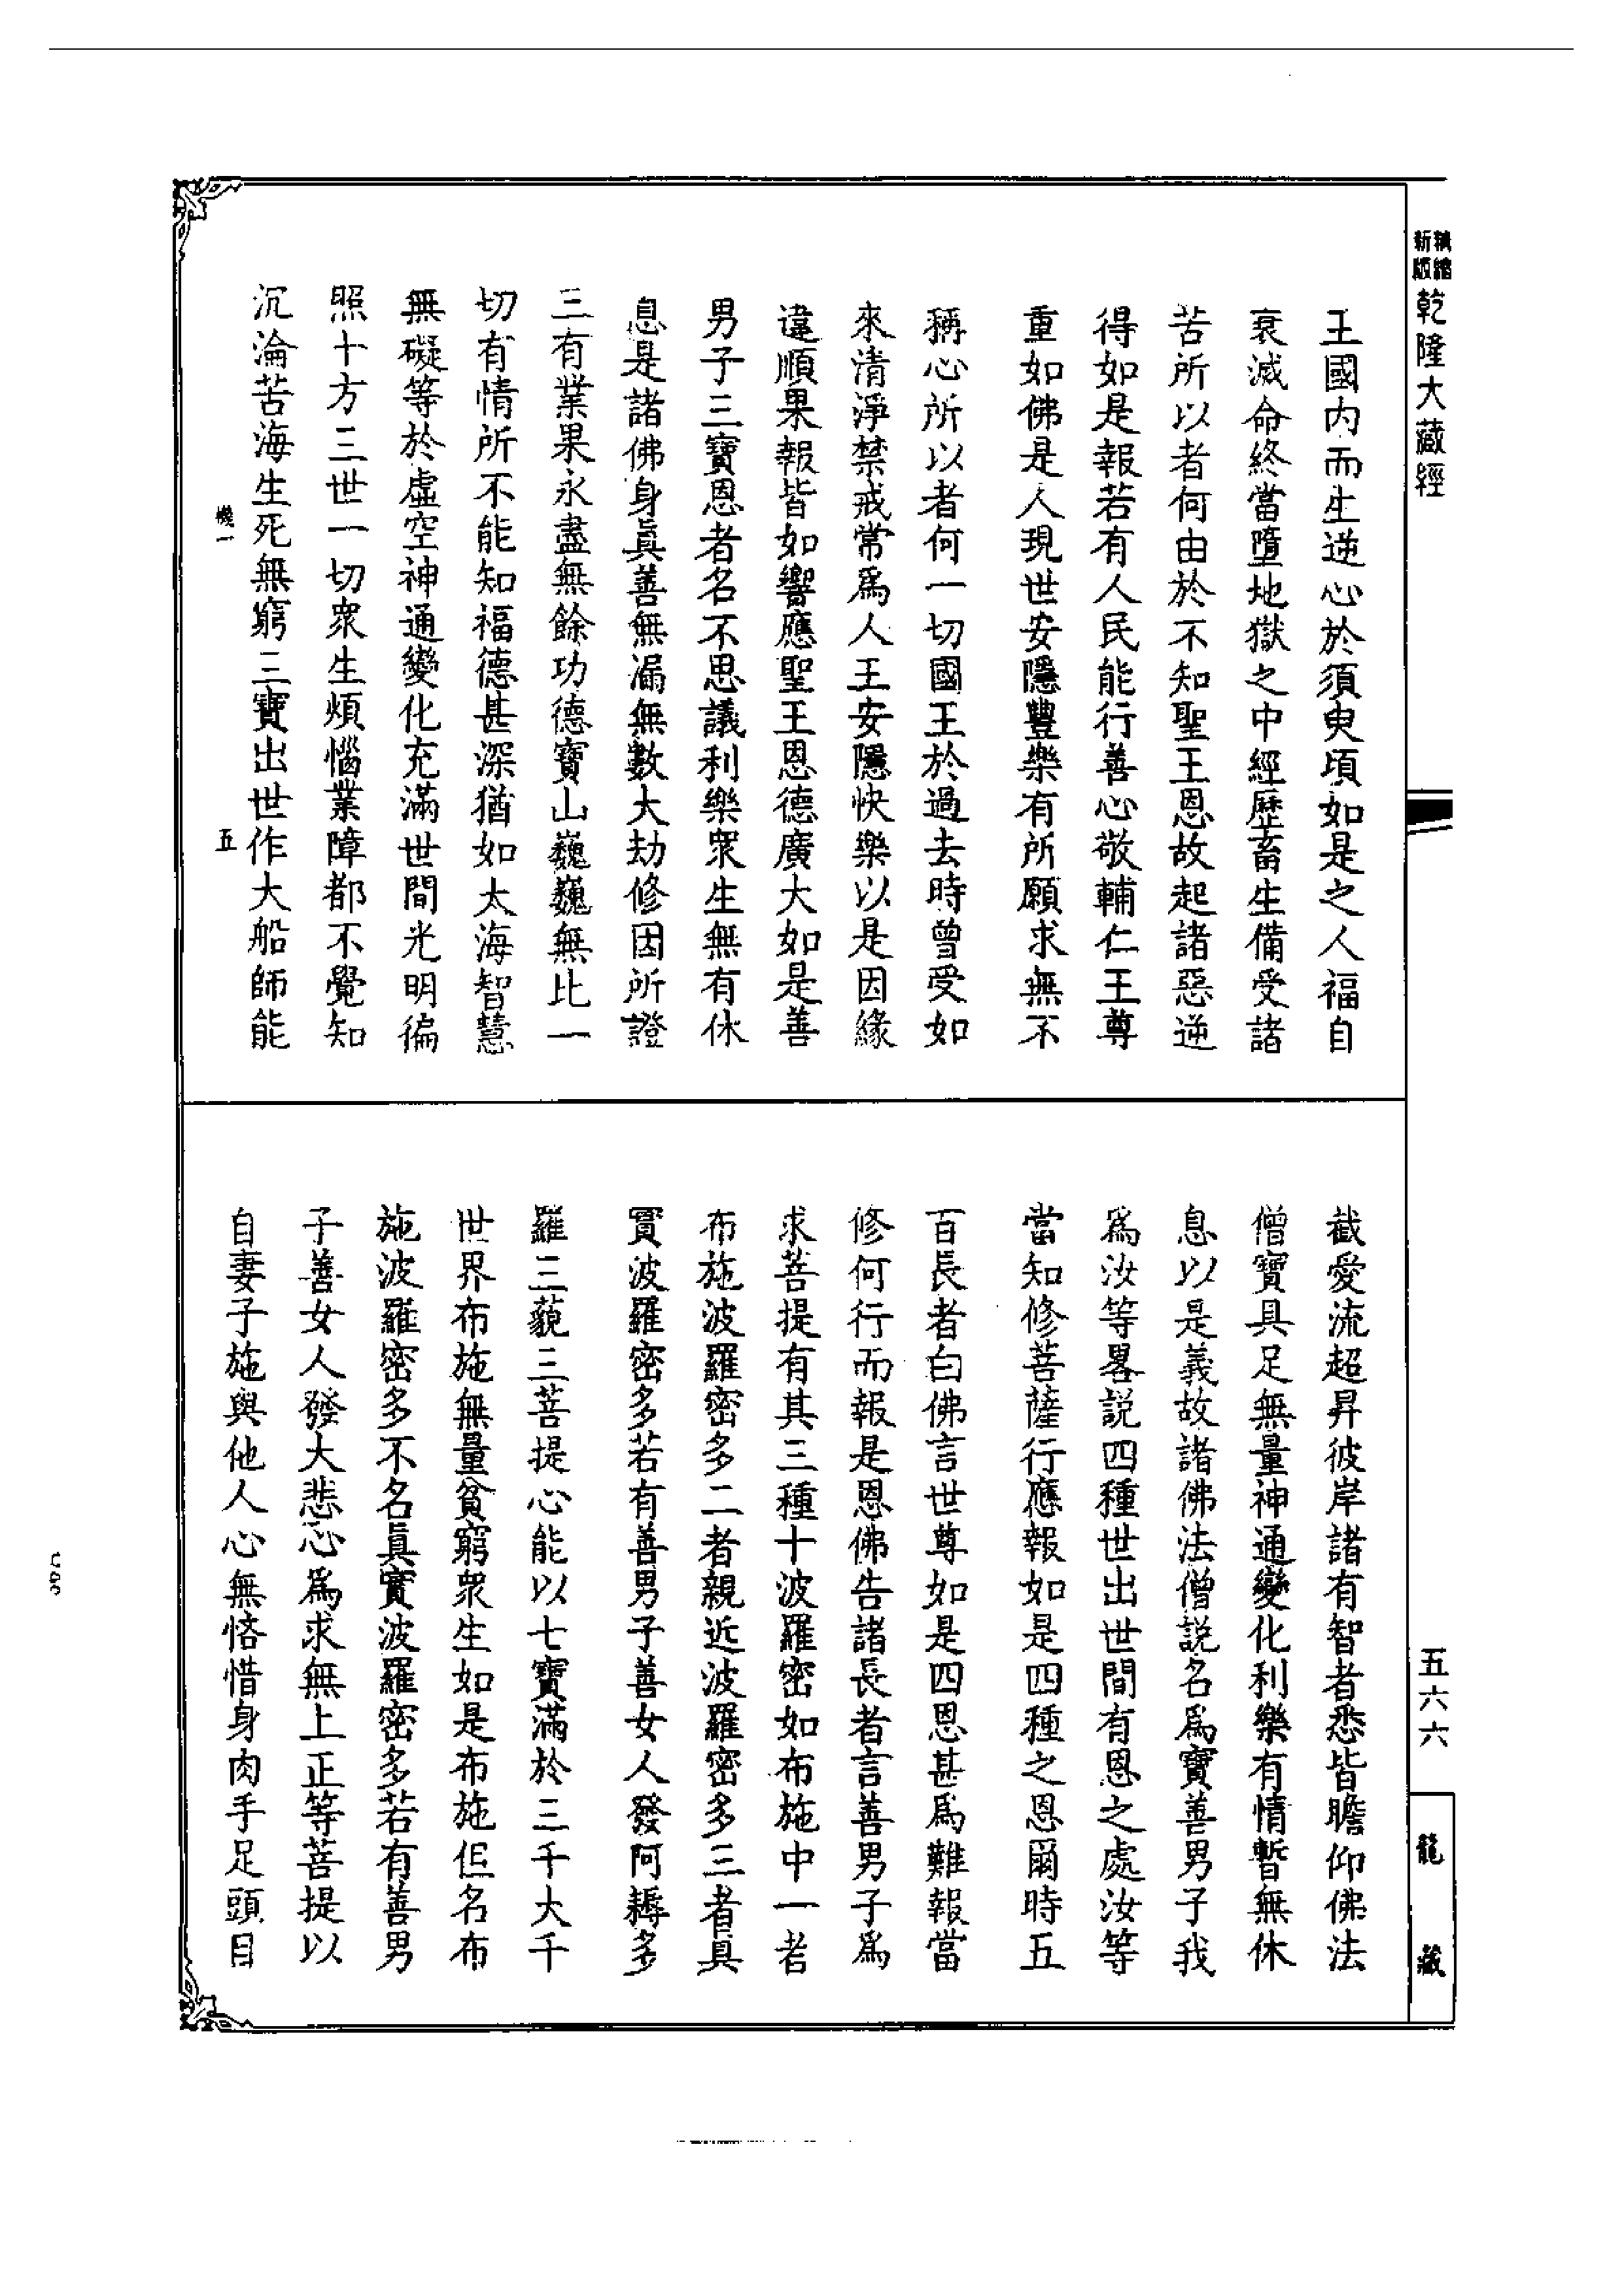 新版
精縮
乾隆大藏經
王國內而生逆心於須臾頃如是之人福自
衰滅命終當墮地獄之中經歷畜生備受諸
苦所以者何由於不知聖王恩故起諸惡逆
得如是報若有人民能行善心敬輔仁王尊
重如佛是人現世安隱豐樂有所願求無不
稱心所以者何一切國王於過去時曾受如
來清淨禁戒常為人王安隱快樂以是因緣
違順果報皆如響應聖王恩德廣大如是善
男子三寶恩者名不思議利樂眾生無有休
息是諸佛身眞善無漏無數大劫修因所證
三有業果永盡無餘功德寶山巍巍無比一
切有情所不能知福德甚深猶如大海智慧
無礙等於虛空神通變化充滿世間光明徧
照十方三世一切眾生煩惱業障都不覺知
沉淪苦海生死無窮三寶出世作大船師能
機一
五
截愛流超昇彼岸諸有智者悉皆瞻仰佛法
僧寶具足無量神通變化利樂有情暫無休
息以是義故諸佛法僧説名為寶善男子我
為汝等畧説四種世出世間有恩之處汝等
當知修菩薩行應報如是四種之恩爾時五
百長者白佛言世尊如是四恩甚為難報當
修何行而報是恩佛告諸長者言善男子為
求菩提有其三種十波羅密如布施中一者
布施波羅密多二者親近波羅密多三者真
實波羅密多若有善男子善女人發阿耨多
羅三藐三菩提心能以七寶滿於三千大千
世界布施無量貧窮眾生如是布施但名布
施波羅密多不名眞實波羅密多若有善男
子善女人發大悲心為求無上正等菩提以
自妻子施與他人心無悋惜身肉手足頭目
五六六
龍藏